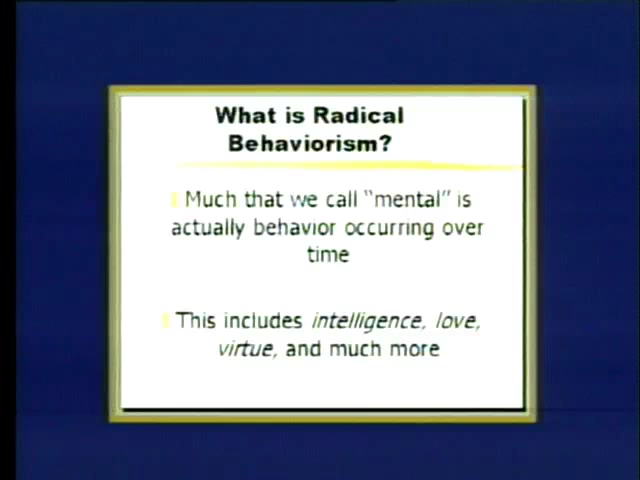 What is Radical
Behaviorism?
Much that we call “mental” is
actually behavior occurring over
time
This includes intelligence, love,
virtue, and much more